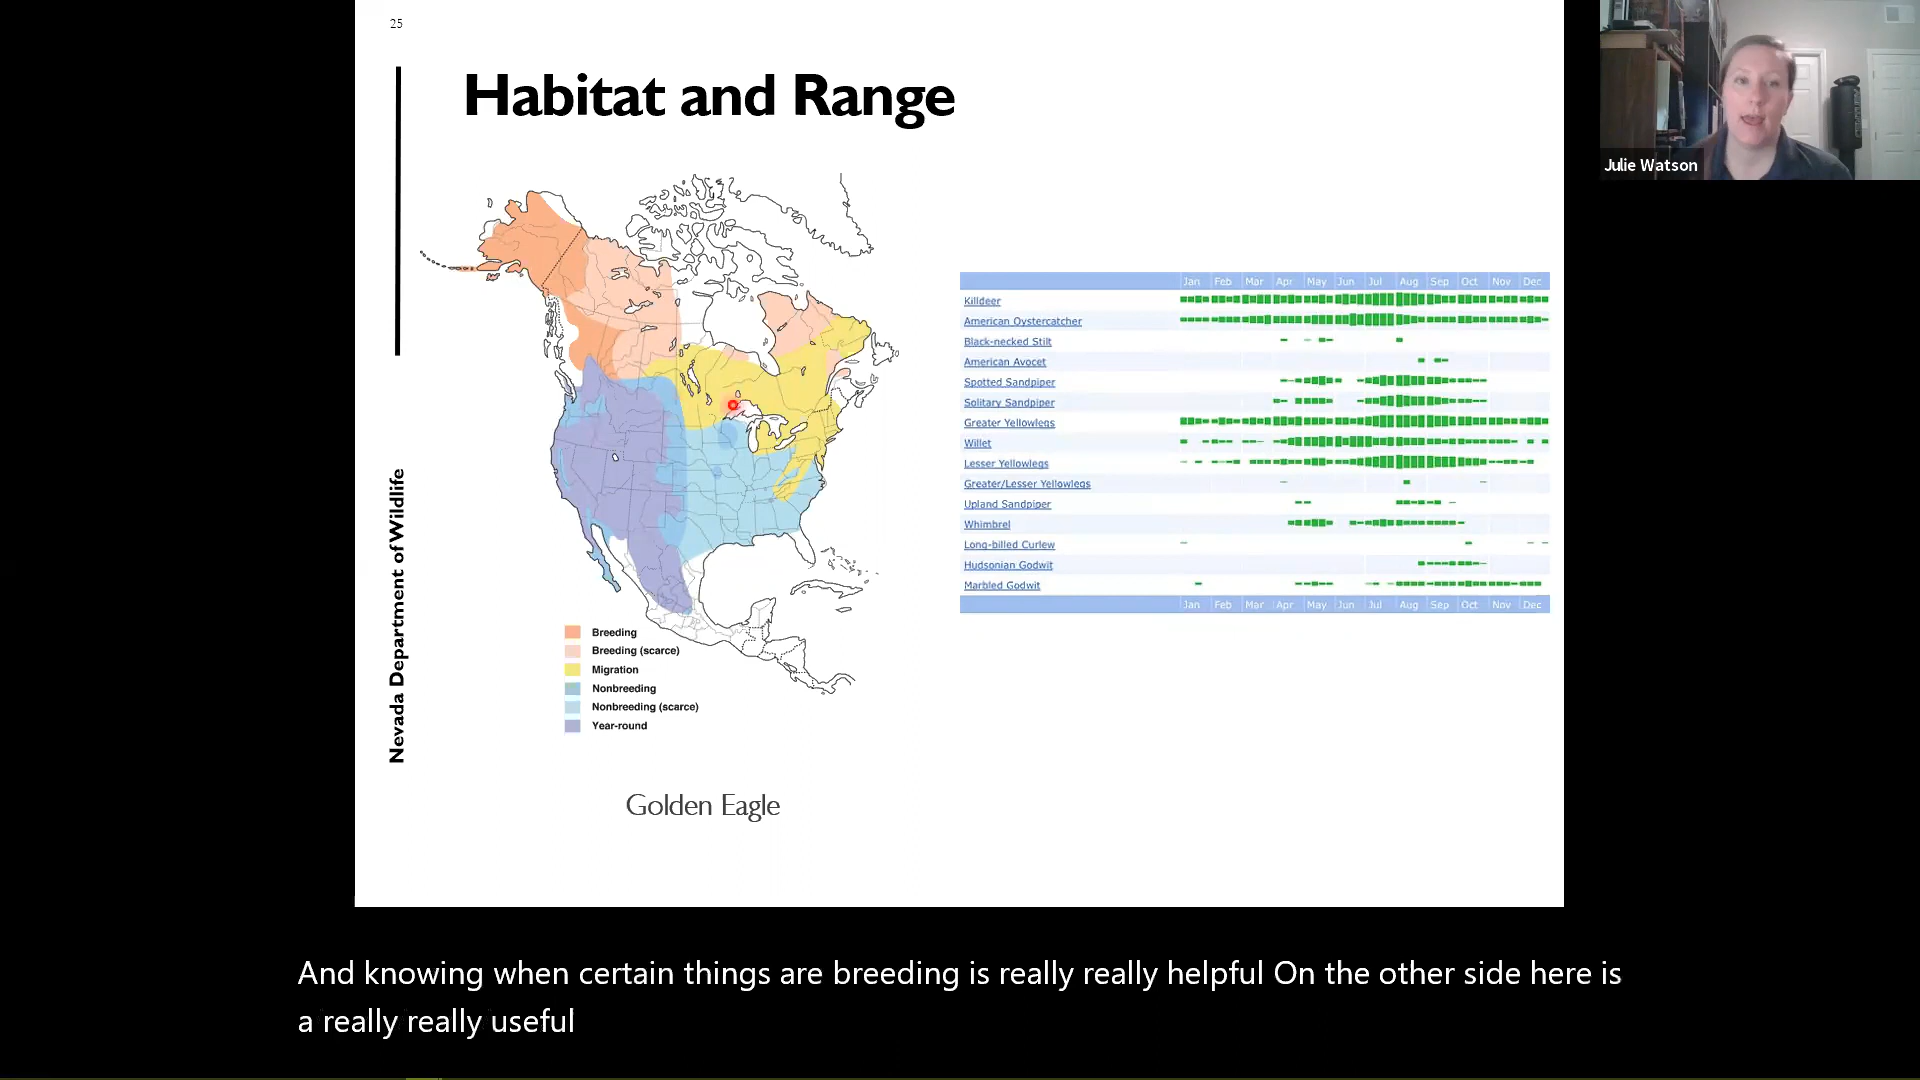 25
Habitat and Range
Nevada Department of Wildlife
Breeding
Breeding (scarce)
Migration
Nonbreeding
Nonbreeding (scarce)
Year-round
Golden Eagle
Jan Feb Mar Apr May Jun Jul Aug Sep Oct Nov Dec
Killdeer
American Oystercatcher
Black-necked Stilt
American Avocet
Spotted Sandpiper
Solitary Sandpiper
Greater Yellowlegs
Willet
Lesser Yellowlegs
Greater/Lesser Yellowlegs
Upland Sandpiper
Whimbrel
Long-billed Curlew
Hudsonian Godwit
Marbled Godwit
Jan Feb Mar Apr May Jun Jul Aug Sep Oct Nov Dec
Julie Watson
And knowing when certain things are breeding is really really helpful On the other side here is
a really really useful